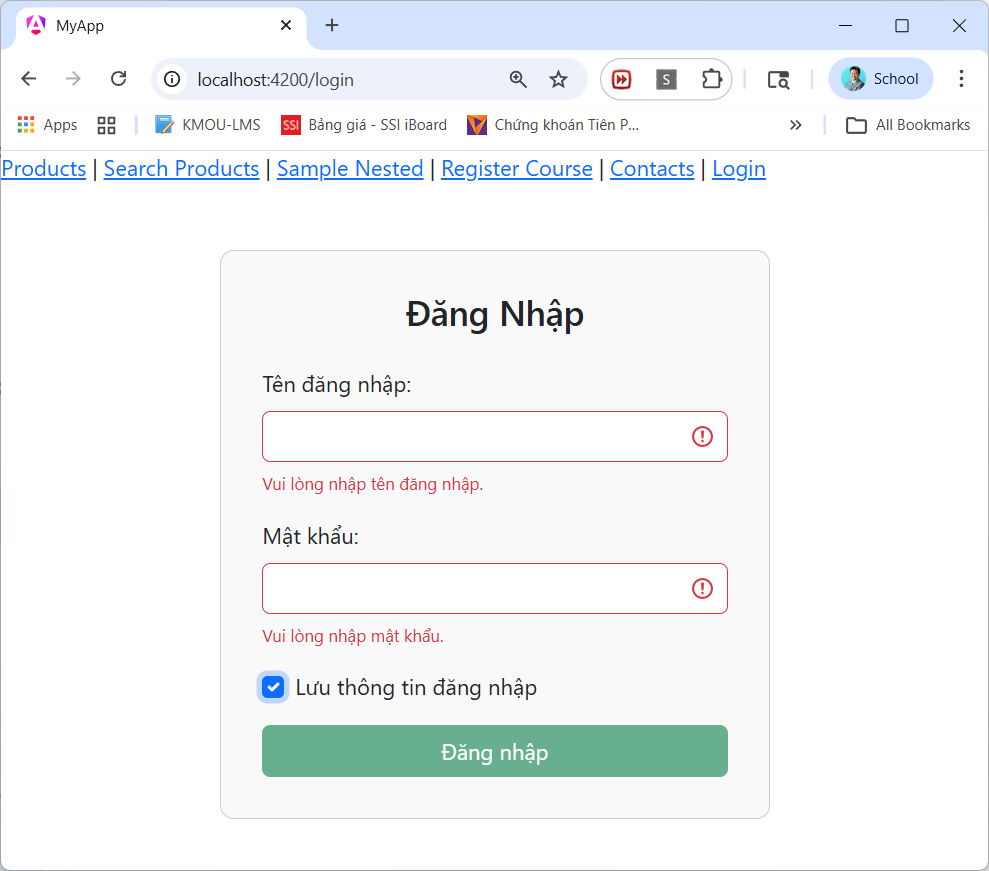 MyApp
localhost:4200/login
S
School
Apps
KMOU-LMS
SSI
Bảng giá - SSI iBoard
Chứng khoán Tiên P...
All Bookmarks
Products | Search Products | Sample Nested | Register Course | Contacts | Login
Đăng Nhập
Tên đăng nhập:
Vui lòng nhập tên đăng nhập.
Mật khẩu:
Vui lòng nhập mật khẩu.
Lưu thông tin đăng nhập
Đăng nhập